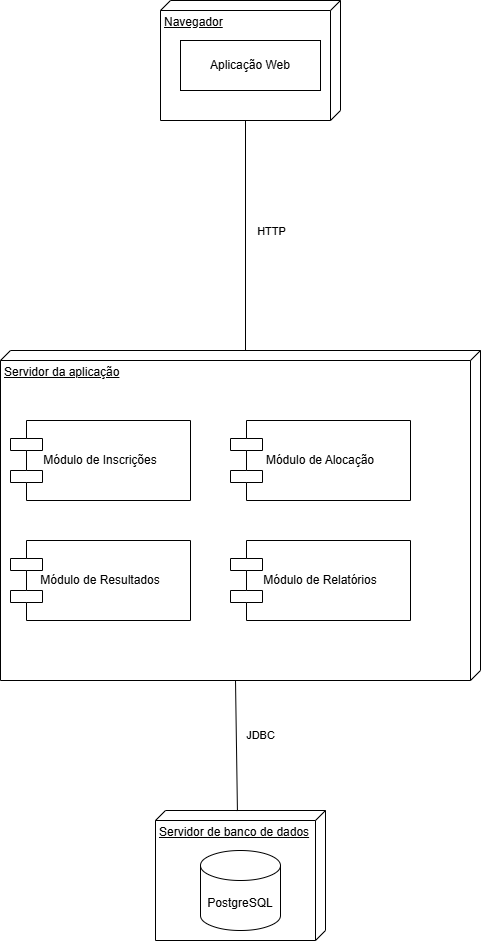 Navegador
Aplicação Web
HTTP
Servidor da aplicação
Módulo de Inscrições
Módulo de Alocação
Módulo de Resultados
Módulo de Relatórios
JDBC
Servidor de banco de dados
PostgreSQL